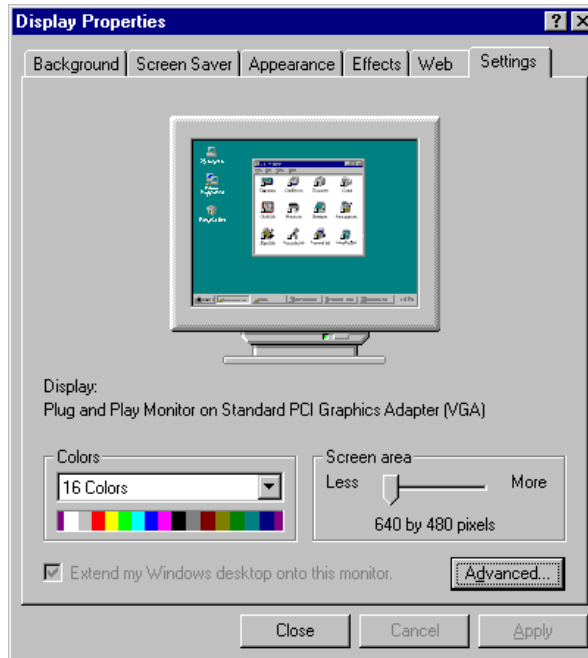 Display Properties
Background Screen Saver Appearance Effects Web Settings
Display:
Plug and Play Monitor on Standard PCI Graphics Adapter (VGA)
Colors
16 Colors
Screen area
Less More
640 by 480 pixels
Extend my Windows desktop onto this monitor.
Advanced...
Close Cancel Apply